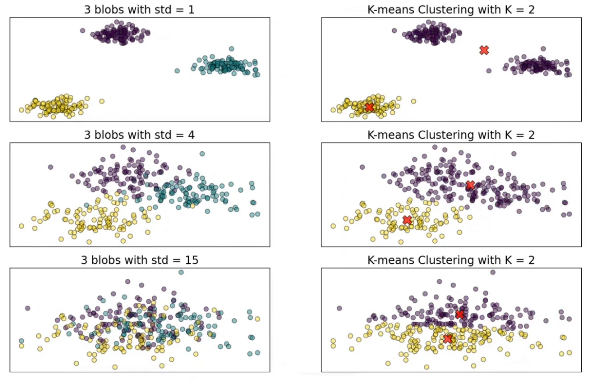 3 blobs with std = 1
K-means Clustering with K = 2
3 blobs with std = 4
K-means Clustering with K = 2
3 blobs with std = 15
K-means Clustering with K = 2